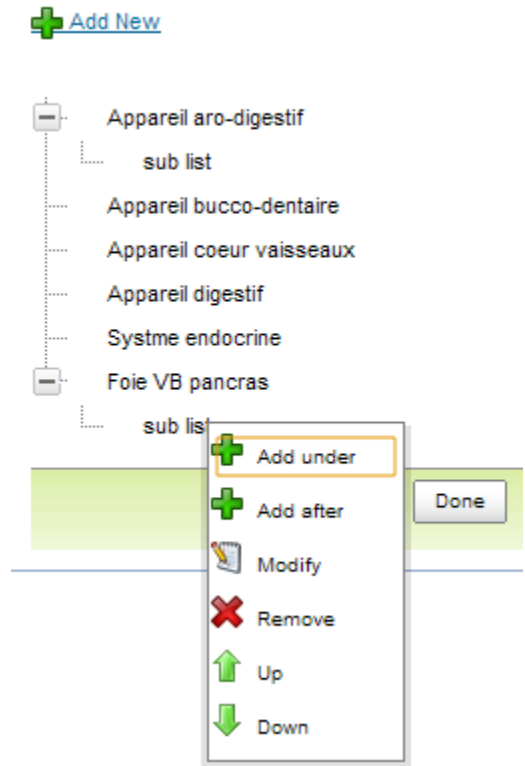 Add New
Appareil aro-digestif
sub list
Appareil bucco-dentaire
Appareil coeur vaisseaux
Appareil digestif
Systme endocrine
Foie VB pancras
sub list
Add under
Add after
Done
Modify
Remove
Up
Down